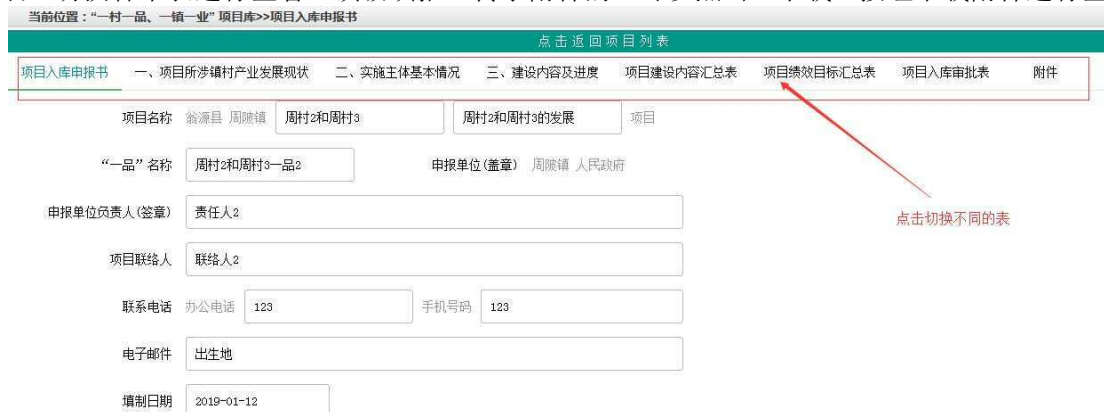 当前位置：“一村一品、一镇一业”项目库>>项目入库申报书
点击返回项目列表
项目入库申报书 一、项目所涉镇村产业发展现状 二、实施主体基本情况 三、建设内容及进度 项目建设内容汇总表 项目绩效目标汇总表 项目入库审批表 附件
项目名称 翁源县 周陂镇 周村2和周村3 周村2和周村3的发展 项目
“一品”名称 周村2和周村3一品2 申报单位(盖章) 周陂镇 人民政府
申报单位负责人(签章) 责任人2
点击切换不同的表
项目联络人 联络人2
联系电话 办公电话 123 手机号码 123
电子邮件 出生地
填制日期 2019-01-12